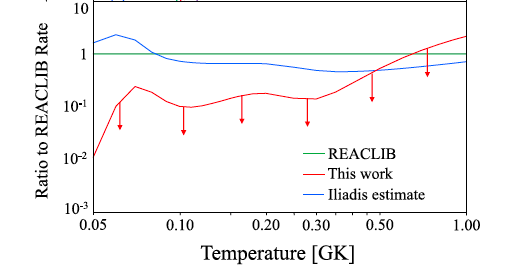 10
1
10-1
10-2
10-3
Ratio to REACLIB Rate
REACLIB
This work
Iliadis estimate
0.05 0.10 0.20 0.30 0.50 1.00
Temperature [GK]